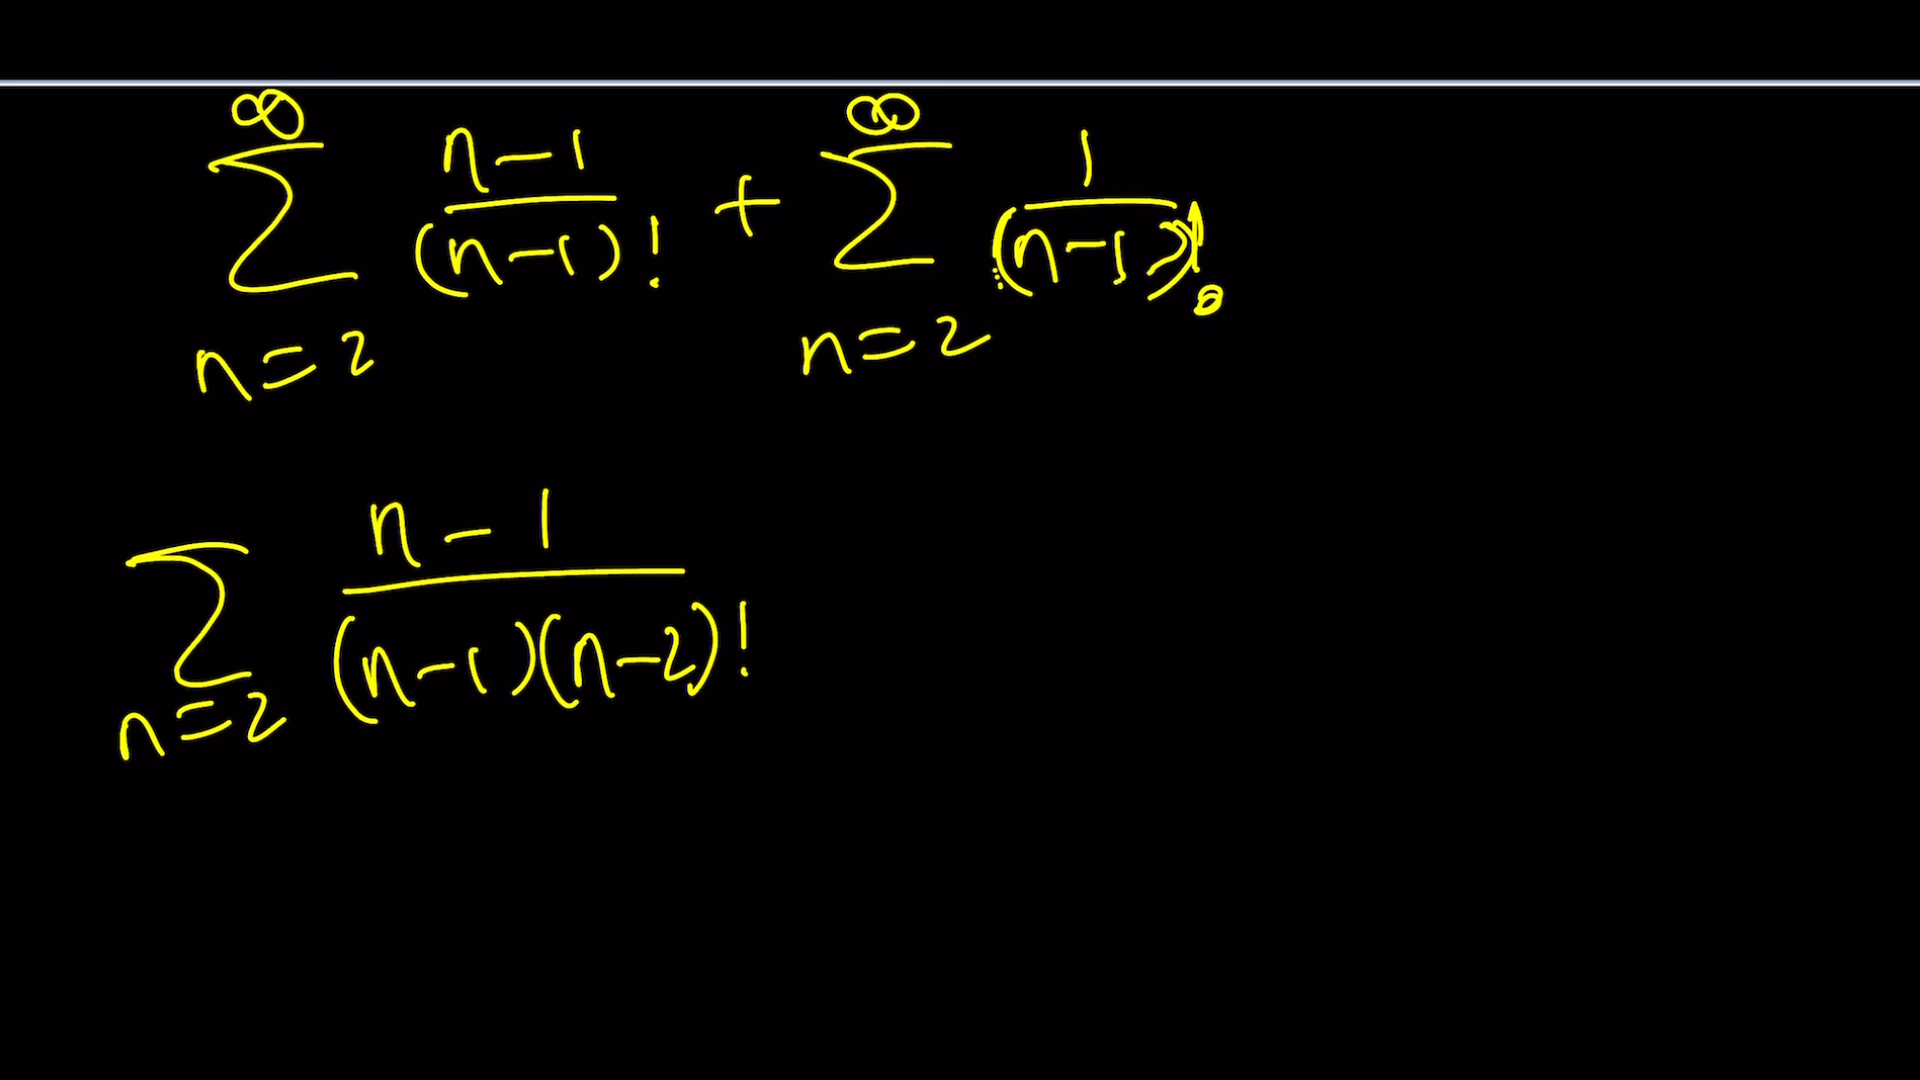 ∞ ∑ n=2 n-1/(n-1)! + ∞ ∑ n=2 1/(n-1)!
∑ n=2 n-1/(n-1)(n-2)!